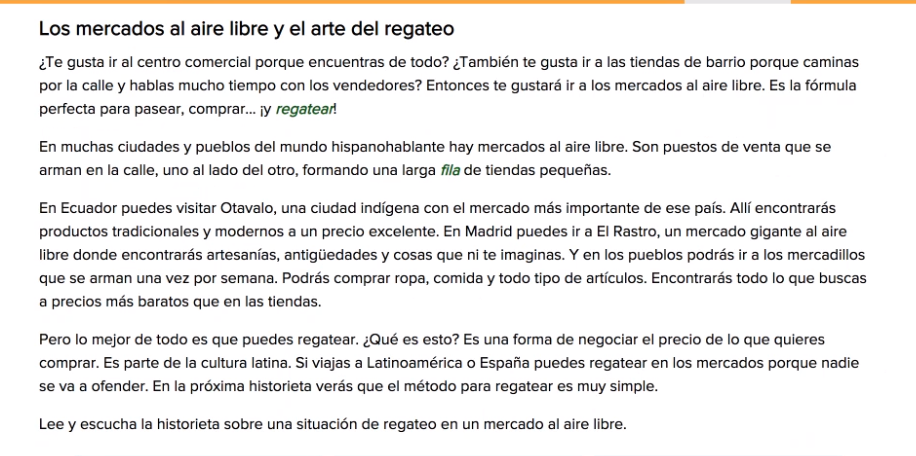 Los mercados al aire libre y el arte del regateo
¿Te gusta ir al centro comercial porque encuentras de todo? ¿También te gusta ir a las tiendas de barrio porque caminas
por la calle y hablas mucho tiempo con los vendedores? Entonces te gustará ir a los mercados al aire libre. Es la fórmula
perfecta para pasear, comprar... ¡y regatear!
En muchas ciudades y pueblos del mundo hispanohablante hay mercados al aire libre. Son puestos de venta que se
arman en la calle, uno al lado del otro, formando una larga fila de tiendas pequeñas.
En Ecuador puedes visitar Otavalo, una ciudad indígena con el mercado más importante de ese país. Allí encontrarás
productos tradicionales y modernos a un precio excelente. En Madrid puedes ir a El Rastro, un mercado gigante al aire
libre donde encontrarás artesanías, antigüedades y cosas que ni te imaginas. Y en los pueblos podrás ir a los mercadillos
que se arman una vez por semana. Podrás comprar ropa, comida y todo tipo de artículos. Encontrarás todo lo que buscas
a precios más baratos que en las tiendas.
Pero lo mejor de todo es que puedes regatear. ¿Qué es esto? Es una forma de negociar el precio de lo que quieres
comprar. Es parte de la cultura latina. Si viajas a Latinoamérica o España puedes regatear en los mercados porque nadie
se va a ofender. En la próxima historieta verás que el método para regatear es muy simple.
Lee y escucha la historieta sobre una situación de regateo en un mercado al aire libre.